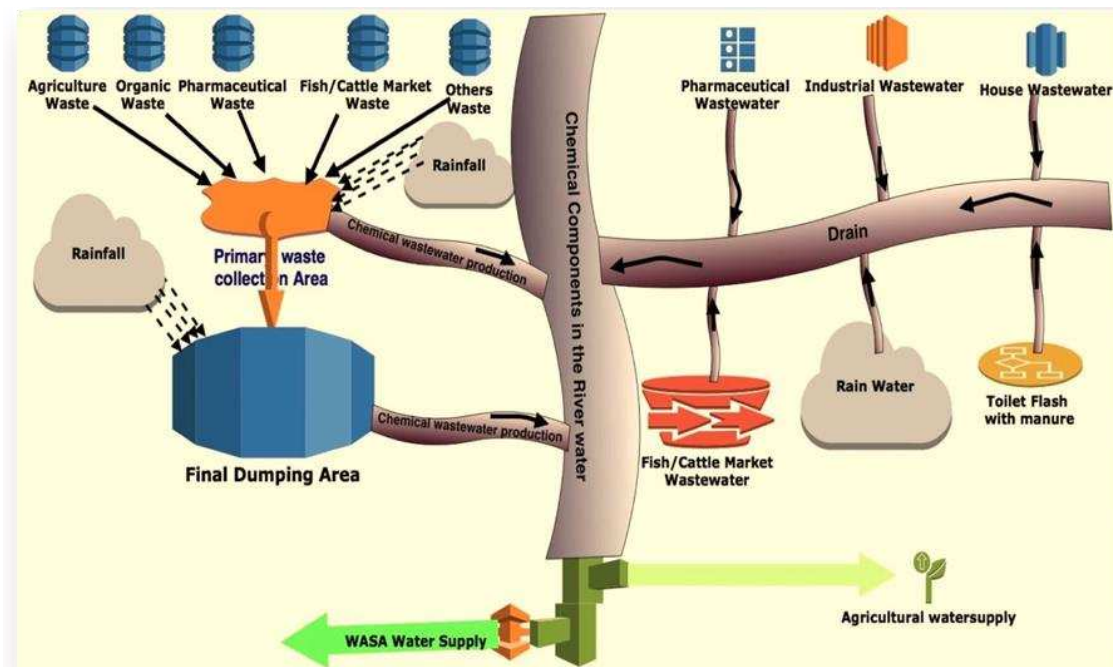 Agriculture
Waste
Organic
Waste
Pharmaceutical
Waste
Fish/Cattle Market
Waste
Others
Waste
Rainfall
Rainfall
Primary waste
collection Area
Chemical wastewater production
Final Dumping Area
Chemical wastewater production
Chemical Components in the River water
Pharmaceutical
Wastewater
Industrial Wastewater
House Wastewater
Drain
Fish/Cattle Market
Wastewater
Rain Water
Toilet Flash
with manure
WASA Water Supply
Agricultural watersupply